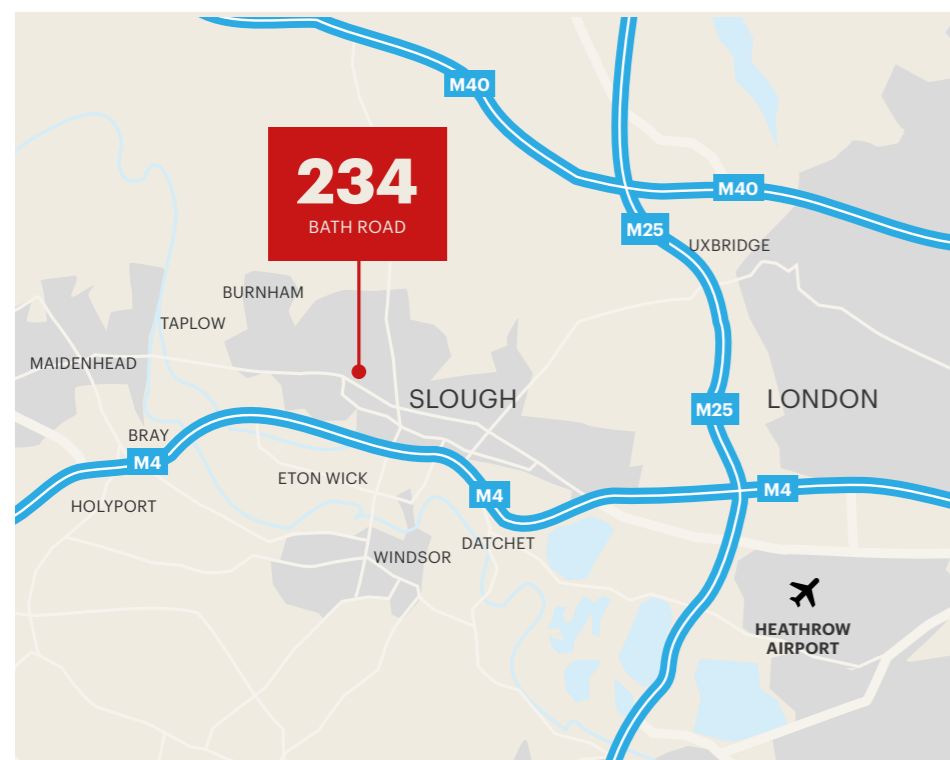 M40
234
BATH ROAD
M40
M25
UXBRIDGE
BURNHAM
TAPLOW
MAIDENHEAD
SLOUGH
M25
LONDON
BRAY
M4
ETON WICK
M4
M4
HOLYPORT
DATCHET
WINDSOR
HEATHROW
AIRPORT